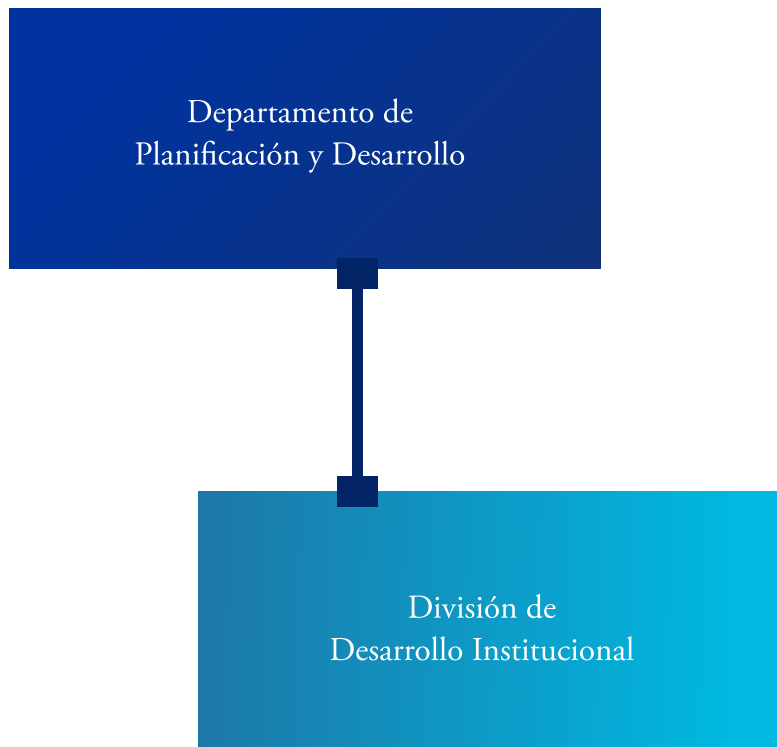 Departamento de
Planificación y Desarrollo
División de
Desarrollo Institucional